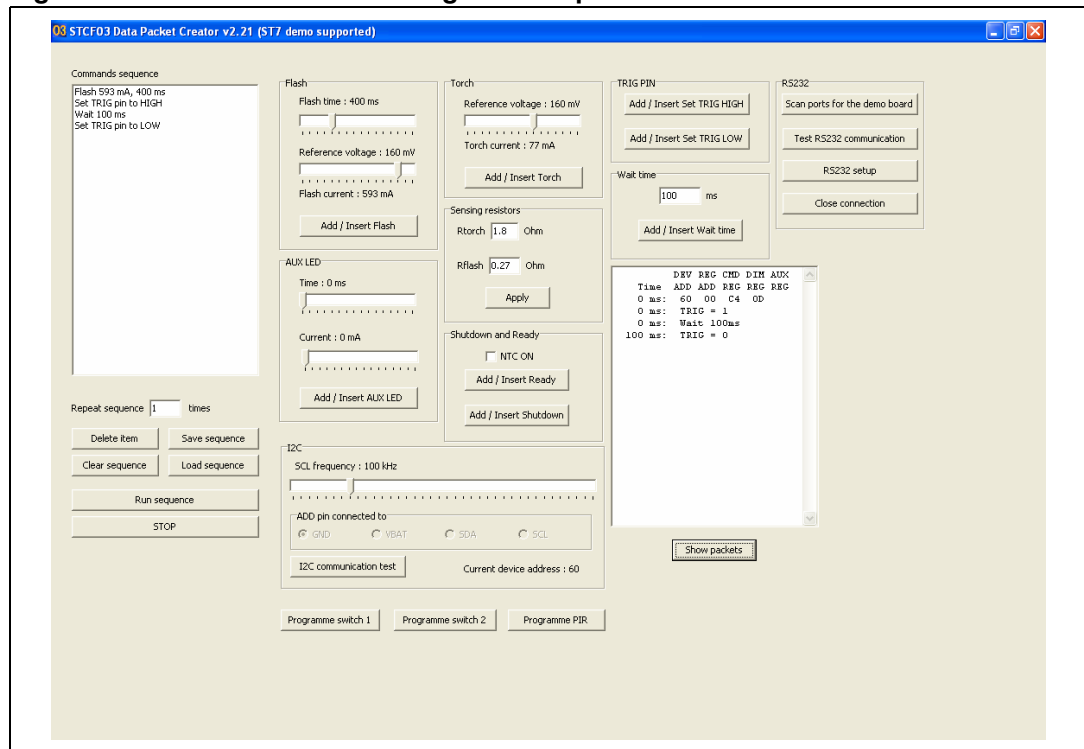 03 STCF03 Data Packet Creator v2.21 (ST7 demo supported)
Commands sequence
Flash 593 mA, 400 ms
Set TRIG pin to HIGH
Wait 100 ms
Set TRIG pin to LOW
Repeat sequence 1 times
Delete item
Save sequence
Clear sequence
Load sequence
Run sequence
STOP
Flash
Flash time : 400 ms
Reference voltage : 160 mV
Flash current : 593 mA
Add / Insert Flash
AUX LED
Time : 0 ms
Current : 0 mA
Add / Insert AUX LED
Torch
Reference voltage : 160 mV
Torch current : 77 mA
Add / Insert Torch
Sensing resistors
Rtorch 1.8 Ohm
Rflash 0.27 Ohm
Apply
Shutdown and Ready
NTC ON
Add / Insert Ready
Add / Insert Shutdown
I2C
SCL frequency : 100 kHz
ADD pin connected to
GND VBAT SDA SCL
I2C communication test
Current device address : 60
Programme switch 1
Programme switch 2
Programme PIR
TRIG PIN
Add / Insert Set TRIG HIGH
Add / Insert Set TRIG LOW
Wait time
100 ms
Add / Insert Wait time
RS232
Scan ports for the demo board
Test RS232 communication
RS232 setup
Close connection
DEV REG CMD DIM AUX
Time ADD ADD REG REG REG
0 ms: 60 00 C4 0D
0 ms: TRIG = 1
0 ms: Wait 100ms
100 ms: TRIG = 0
Show packets